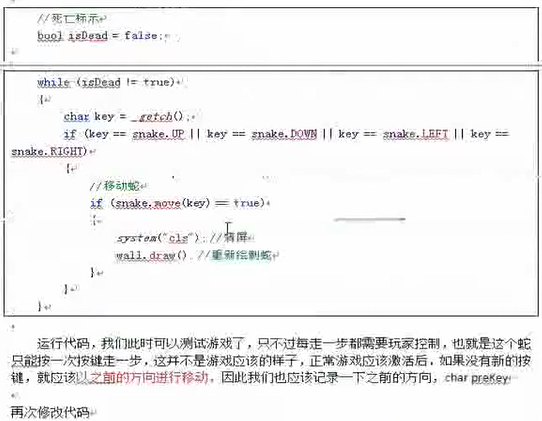 //死亡标示
bool isDead = false;
while (isDead != true)
{
char key = _getch();
if (key == snake.UP || key == snake.DOWN || key == snake.LEFT || key ==
snake.RIGHT)
{
//移动蛇
if (snake.move(key) == true)
{
system("cls");//清屏
wall.draw();//重新绘制蛇
}
}
}
运行代码，我们此时可以测试游戏了，只不过每走一步都需要玩家控制，也就是这个蛇
只能按一次按键走一步，这并不是游戏应该的样子，正常游戏应该激活后，如果没有新的按
键，就应该以之前的方向进行移动，因此我们也应该记录一下之前的方向，char preKey
再次修改代码